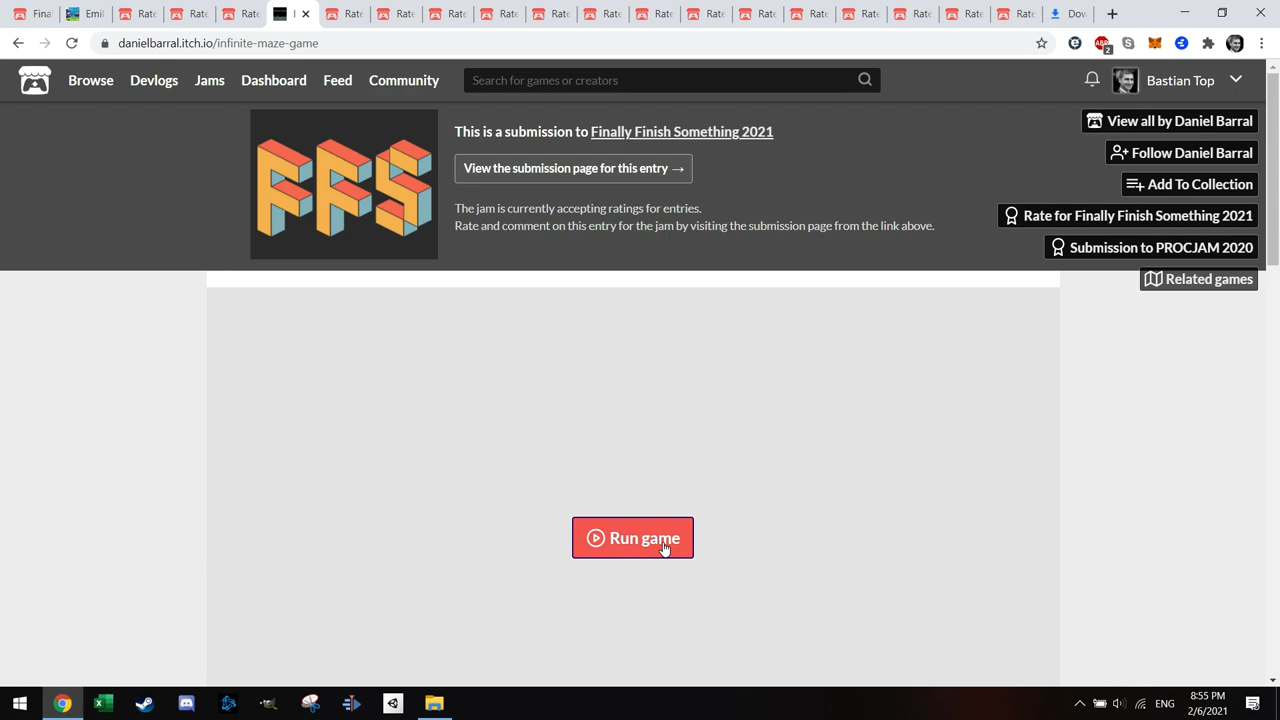 Fina
Emil
Rate
Rate
Rate
I
Rate
Rate
Rate
Rate
Rate
Rate
Rate
Rate
Rate
Rate
Rate
Rate
Rate
Rate
Dow
danielbarral.itch.io/infinite-maze-game
ABP
2
Browse
Devlogs
Jams
Dashboard
Feed
Community
Search for games or creators
Bastian Top
FFS
This is a submission to Finally Finish Something 2021
View the submission page for this entry →
The jam is currently accepting ratings for entries.
Rate and comment on this entry for the jam by visiting the submission page from the link above.
View all by Daniel Barral
Follow Daniel Barral
Add To Collection
Rate for Finally Finish Something 2021
Submission to PROCJAM 2020
Related games
Run game
ENG
8:55 PM
2/6/2021